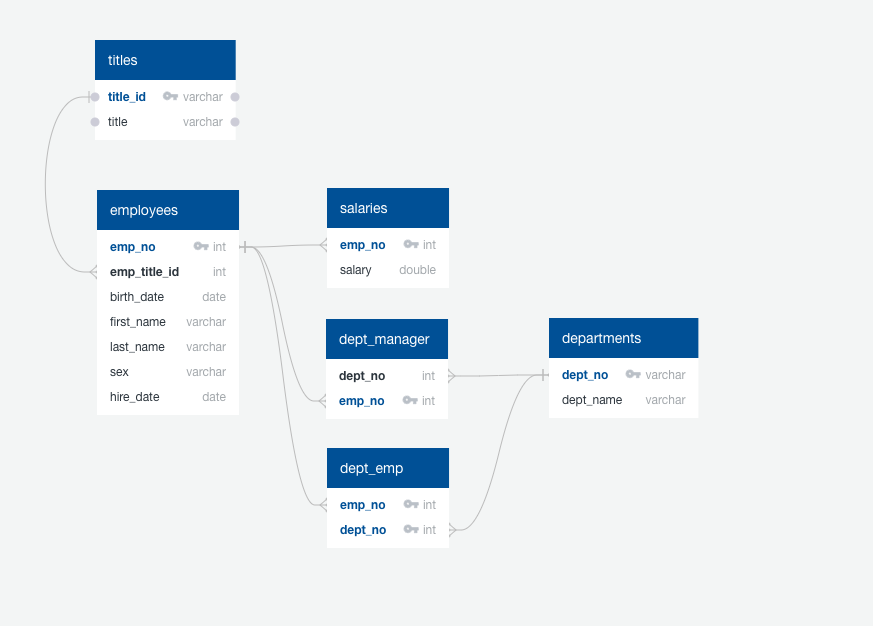 titles
title_id varchar
title varchar
employees
emp_no int
emp_title_id int
birth_date date
first_name varchar
last_name varchar
sex varchar
hire_date date
salaries
emp_no int
salary double
dept_manager
dept_no int
emp_no int
dept_emp
emp_no int
dept_no int
departments
dept_no varchar
dept_name varchar